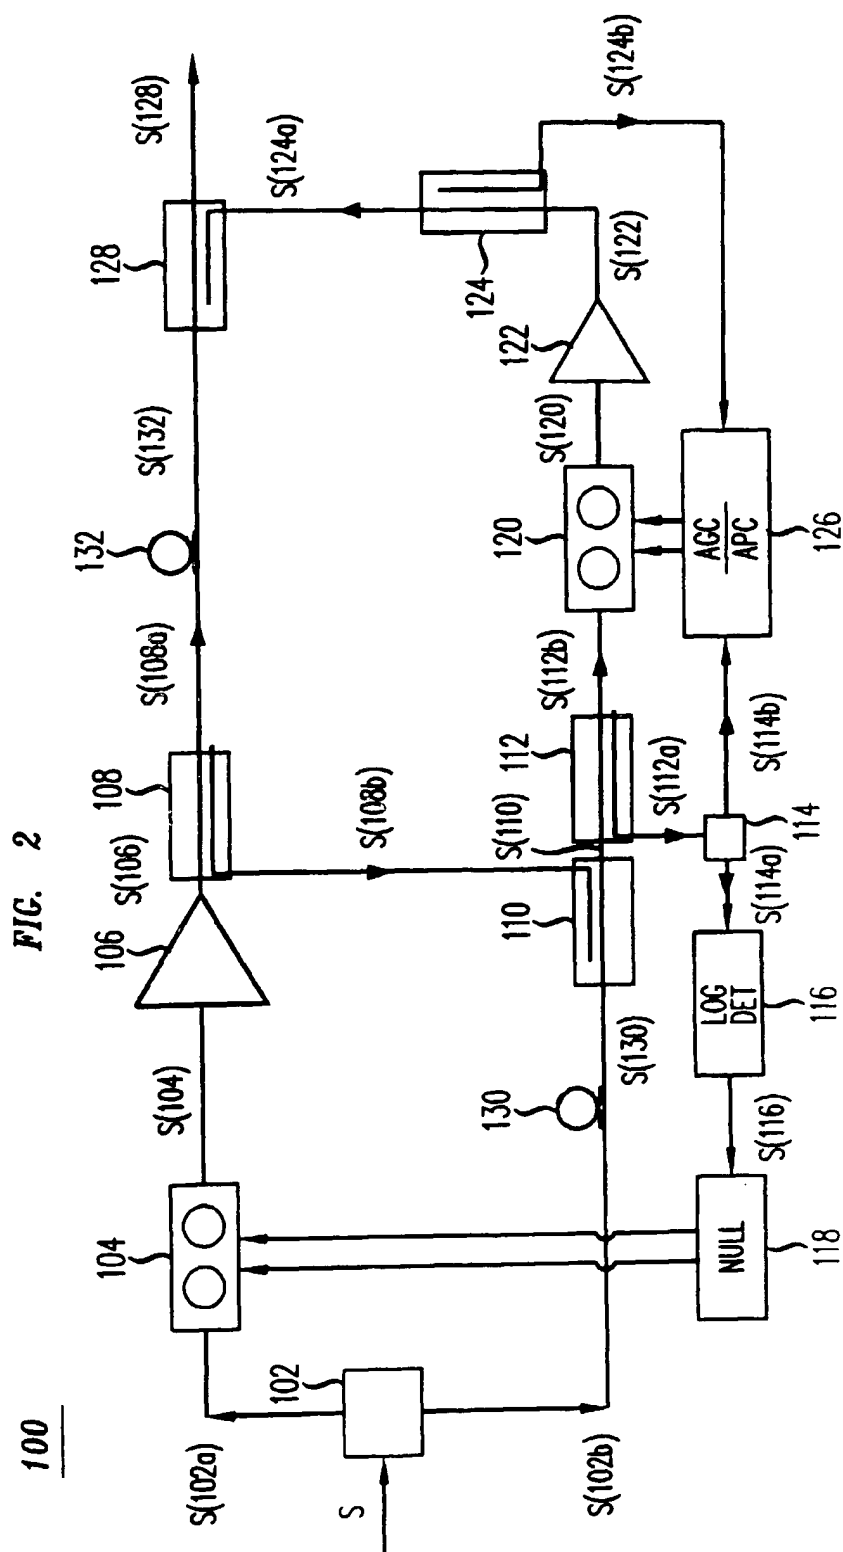 FIG. 2
100
S
102
S(102a)
S(102b)
104
S(104)
106
S(106)
108
S(108a)
S(108b)
132
S(132)
128
S(128)
S(124a)
124
S(124b)
S(122)
122
S(120)
120
S(112b)
112
S(110)
S(112a)
110
S(130)
130
114
S(114a)
S(114b)
LOG
DET
116
S(116)
NULL
118
AGC
APC
126